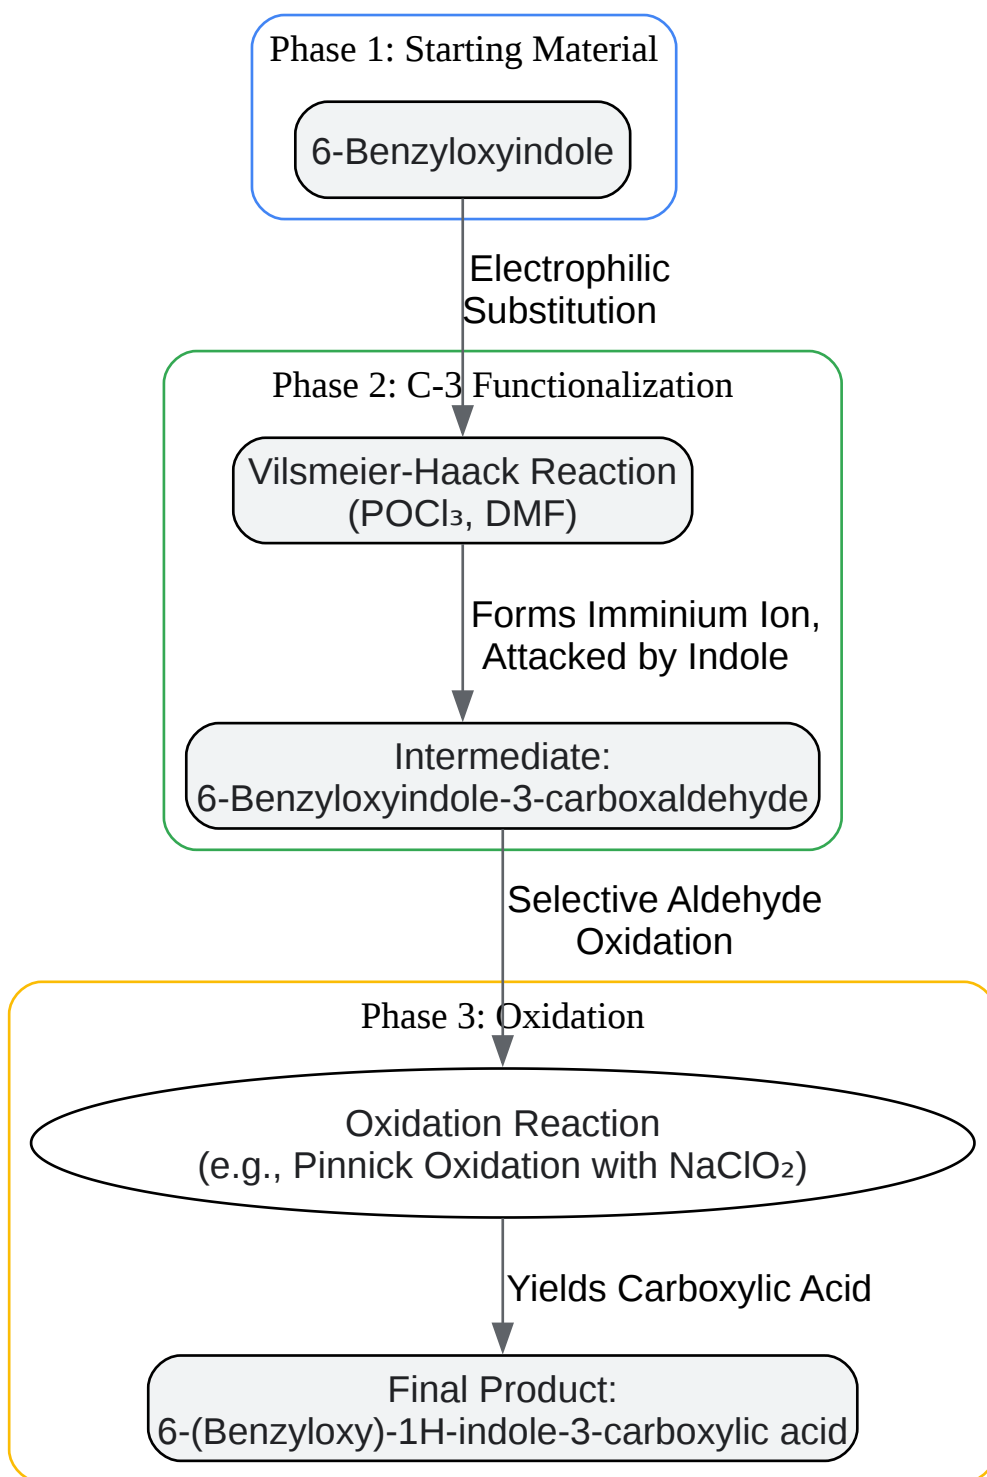 Phase 1: Starting Material
6-Benzyloxyindole
Electrophilic
Substitution
Phase 2: C-3 Functionalization
Vilsmeier-Haack Reaction
(POCl₃, DMF)
Forms Imminium Ion,
Attacked by Indole
Intermediate:
6-Benzyloxyindole-3-carboxaldehyde
Selective Aldehyde
Oxidation
Phase 3: Oxidation
Oxidation Reaction
(e.g., Pinnick Oxidation with NaClO₂)
Yields Carboxylic Acid
Final Product:
6-(Benzyloxy)-1H-indole-3-carboxylic acid